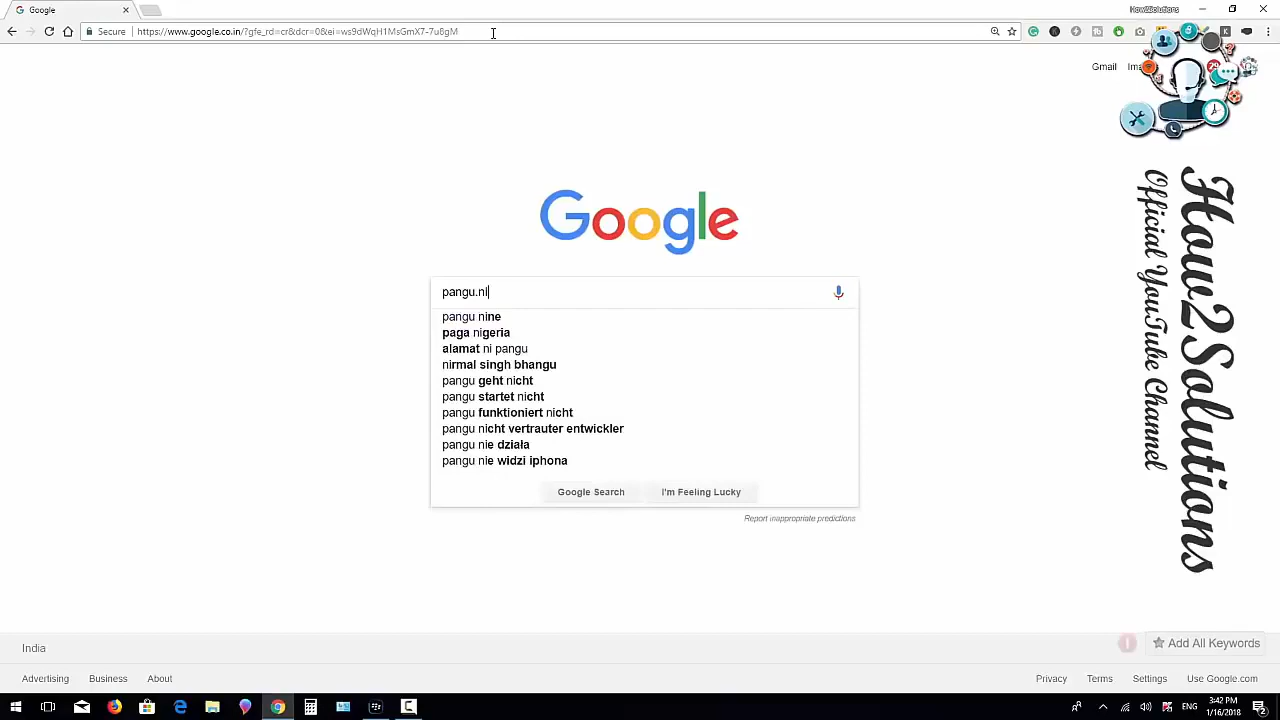 Google
How2Solutions
Secure
https://www.google.co.in/?gfe_rd=cr&dcr=0&ei=ws9dWqH1MsGmX7-7u8gM
Gmail
Google
pangu.ni
pangu nine
paga nigeria
alamat ni pangu
nirmal singh bhangu
pangu geht nicht
pangu startet nicht
pangu funktioniert nicht
pangu nicht vertrauter entwickler
pangu nie działa
pangu nie widzi iphona
Google Search
I'm Feeling Lucky
Report inappropriate predictions
How2Solutions
Official YouTube Channel
India
Add All Keywords
Advertising
Business
About
Privacy
Terms
Settings
Use Google.com
ENG
3:42 PM
1/16/2018